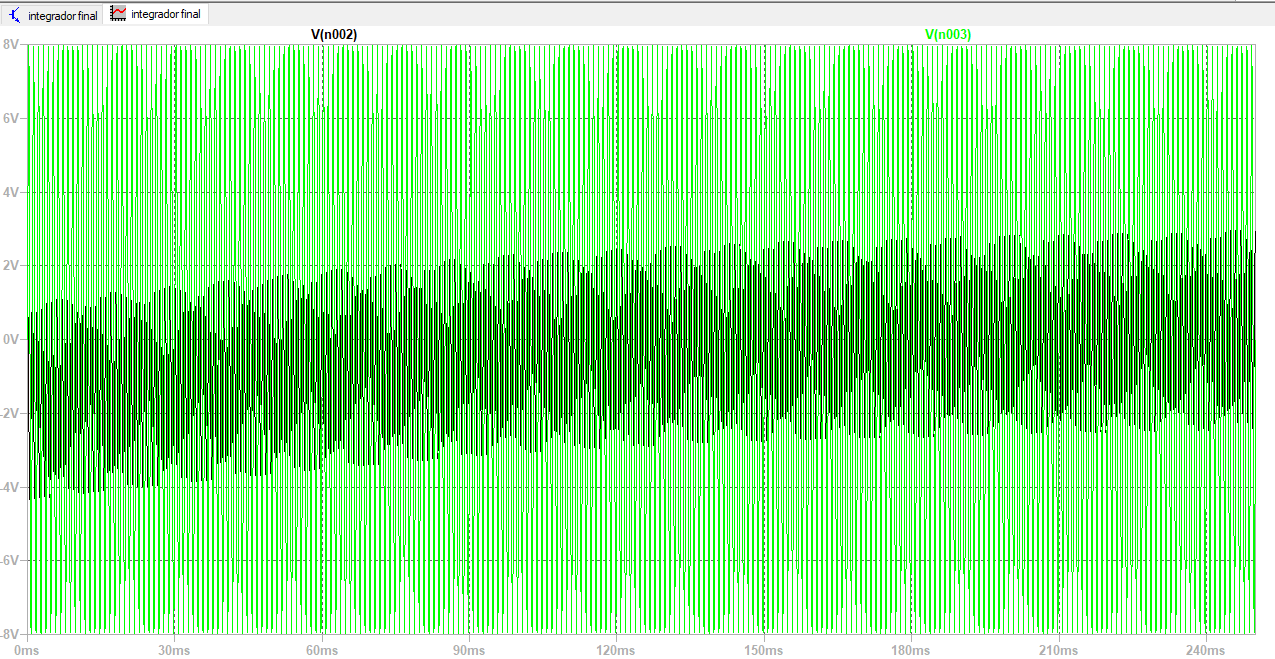 integrador final integrador final
V(n002) V(n003)
8V
6V
4V
2V
0V
-2V
-4V
-6V
-8V
0ms 30ms 60ms 90ms 120ms 150ms 180ms 210ms 240ms